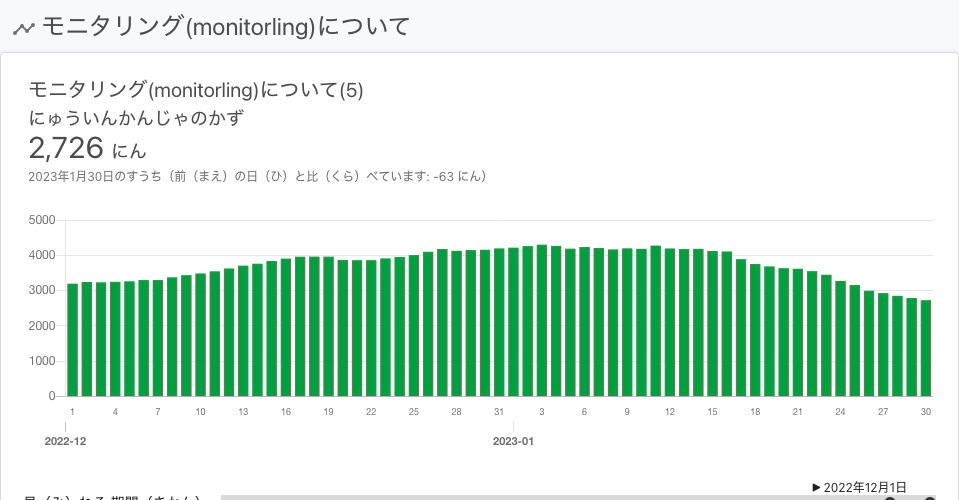 モニタリング(monitorling)について
モニタリング(monitorling)について(5)
にゅういんかんじゃのかず
2,726 にん
2023年1月30日のすうち（前（まえ）の日（ひ）と比（くら）べています: -63 にん）
5000
4000
3000
2000
1000
0
1 4 7 10 13 16 19 22 25 28 31 3 6 9 12 15 18 21 24 27 30
2022-12 2023-01
▶ 2022年12月1日